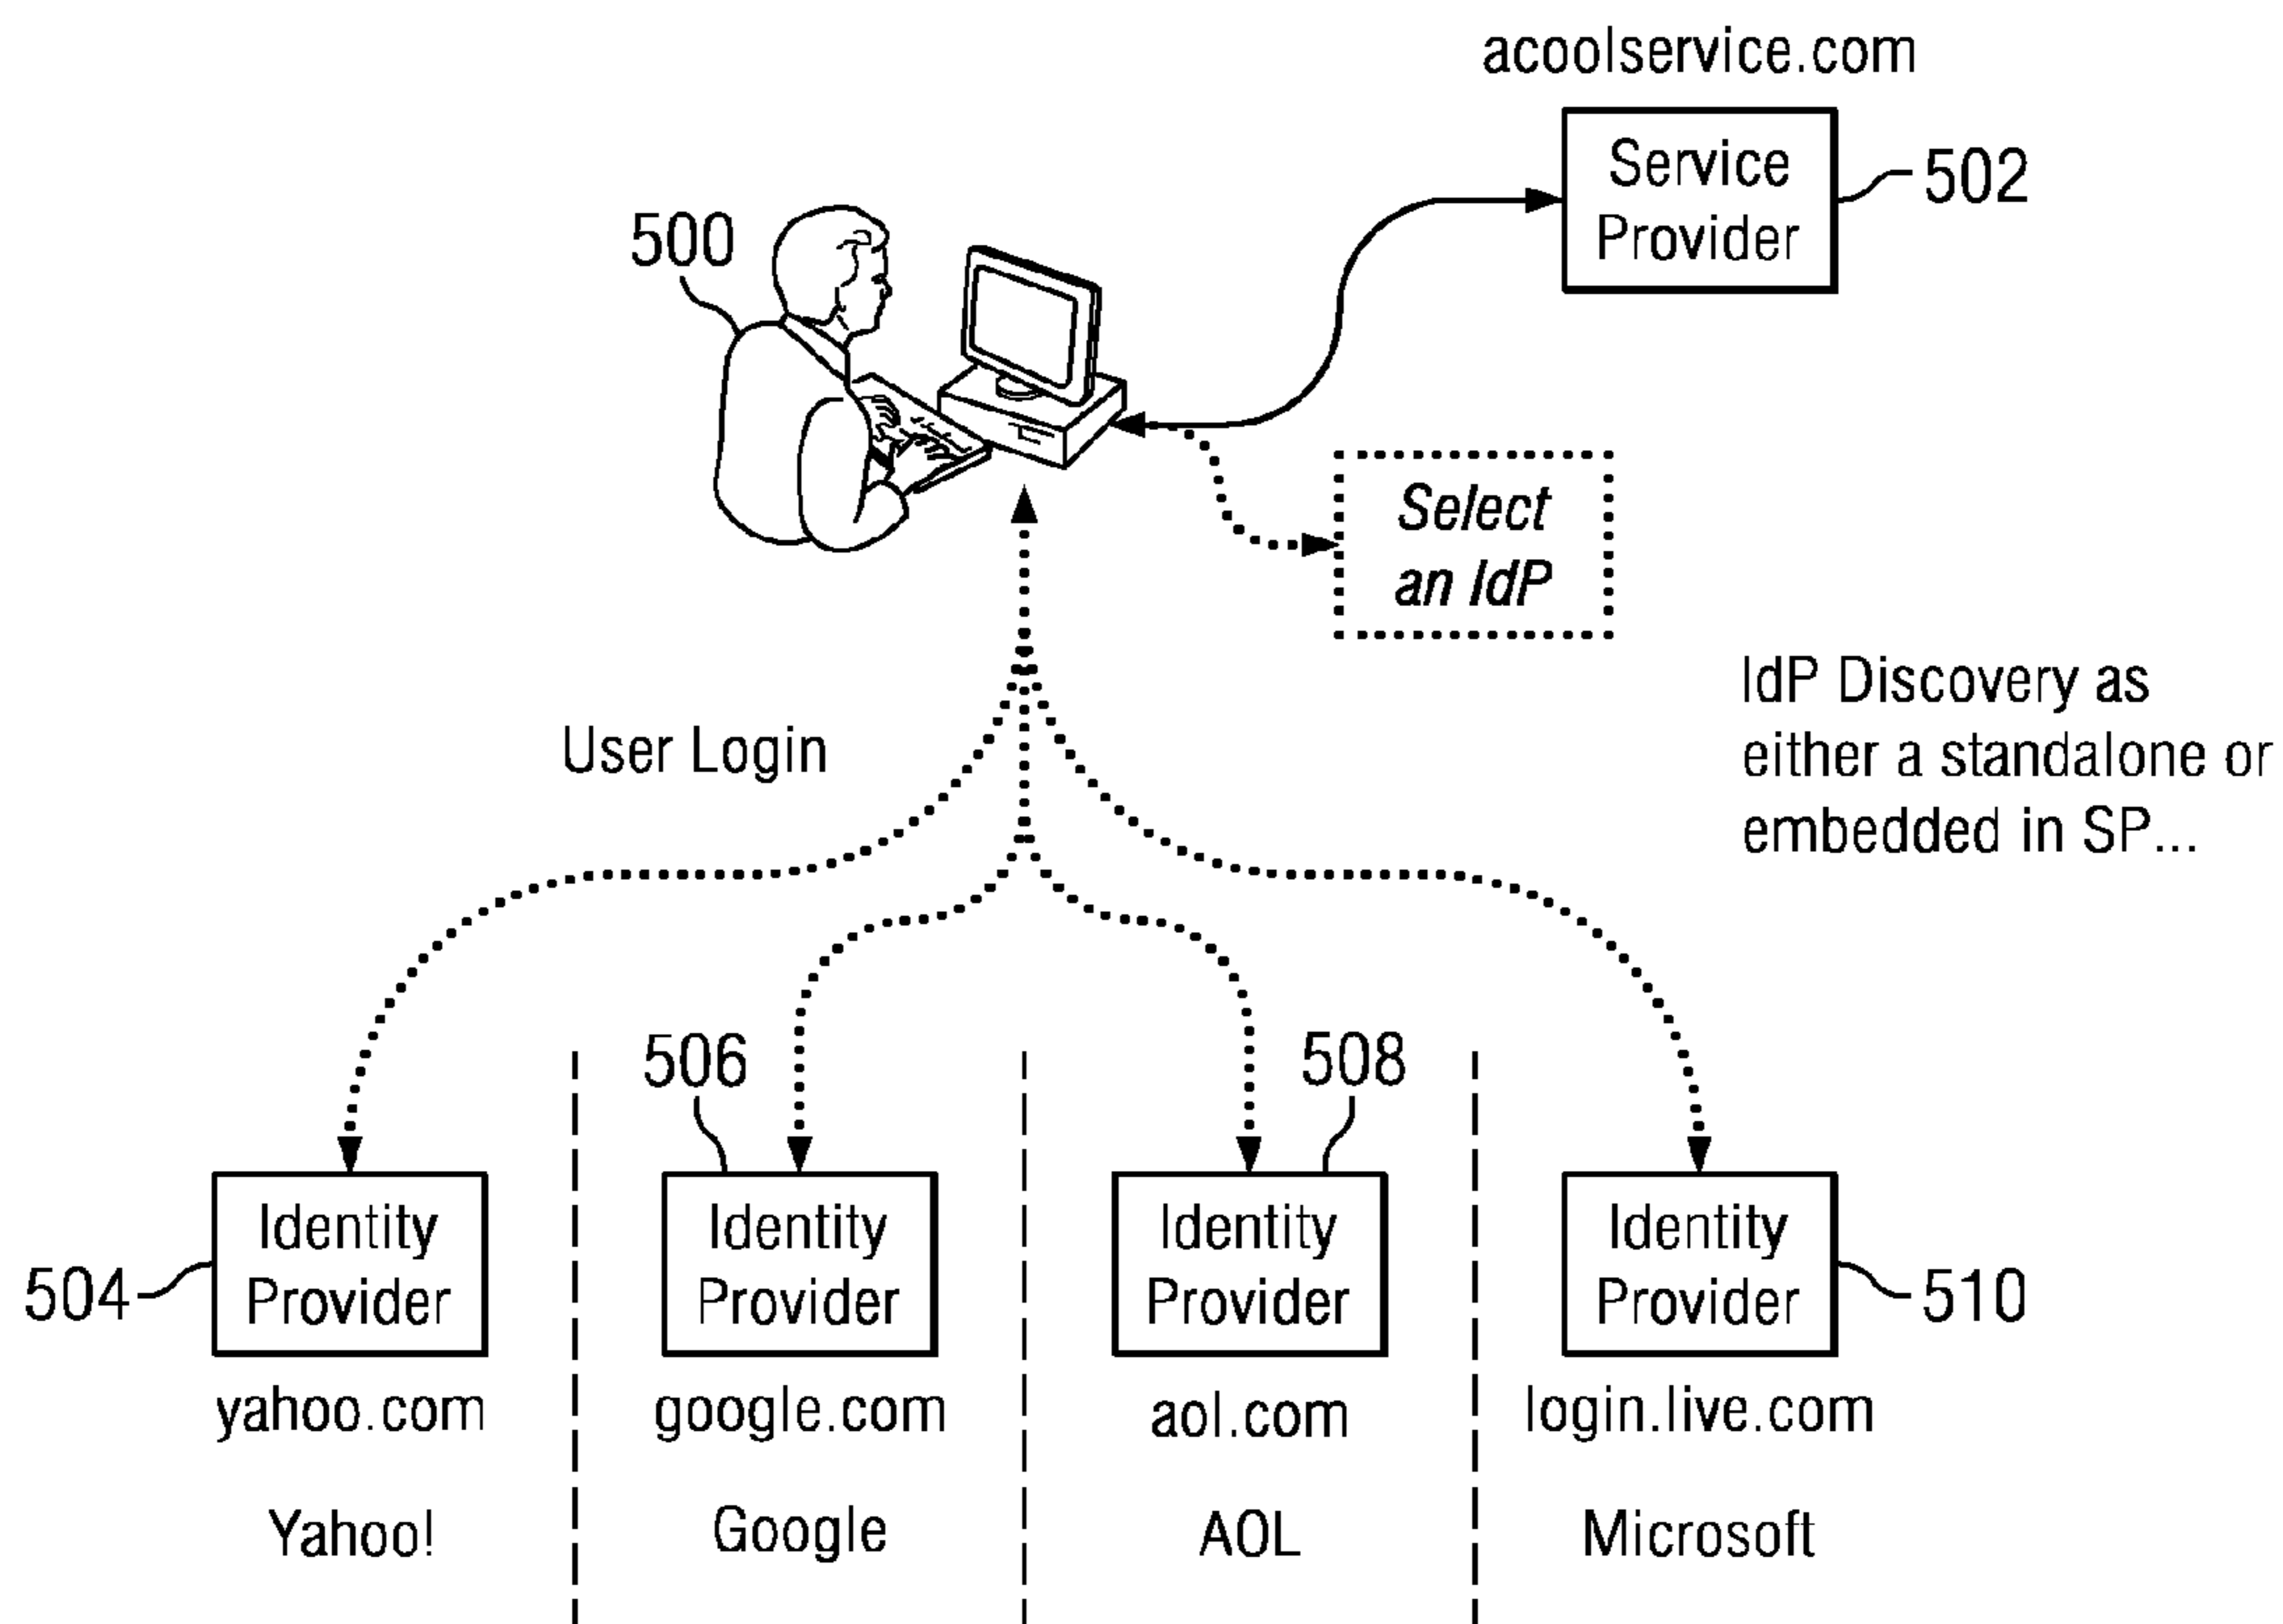 acoolservice.com
Service
Provider
502
500
Select
an IdP
IdP Discovery as
either a standalone or
embedded in SP...
User Login
506
508
Identity
Provider
504
Identity
Provider
Identity
Provider
Identity
Provider
510
yahoo.com
google.com
aol.com
login.live.com
Yahoo!
Google
AOL
Microsoft